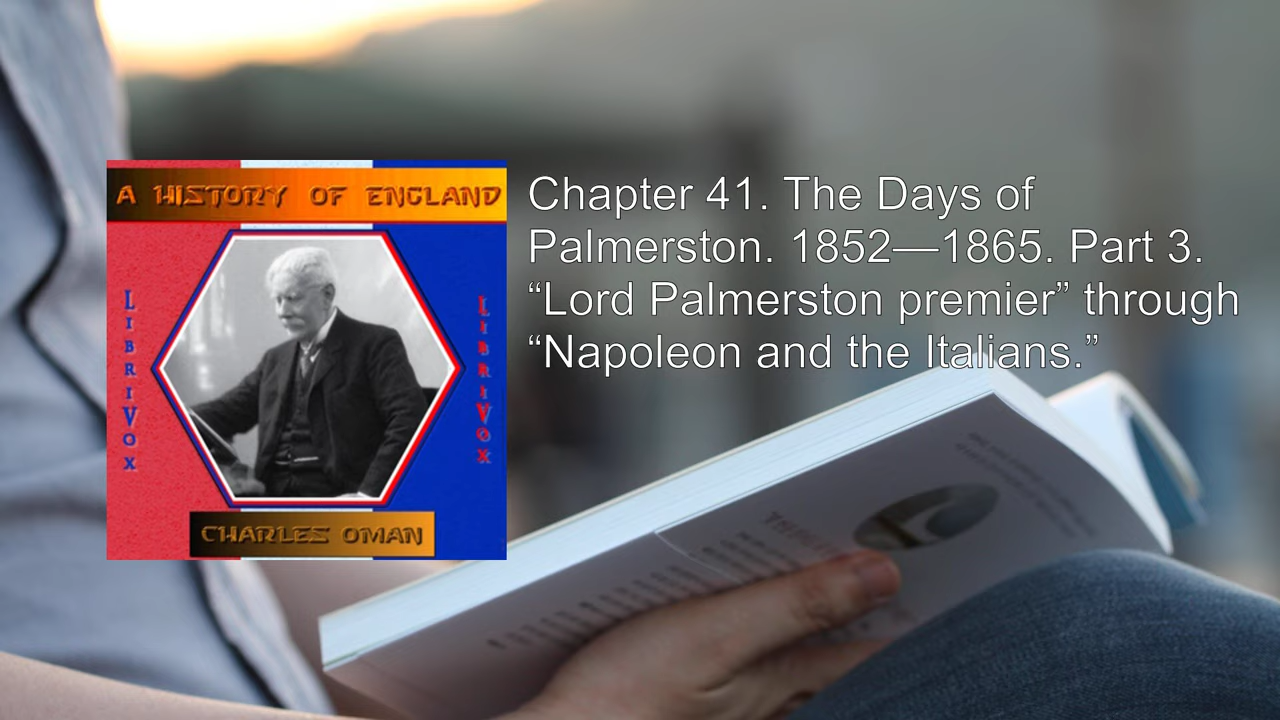 A HISTORY OF ENGLAND
LIBRIVOX
LIBRIVOX
CHARLES OMAN
Chapter 41. The Days of
Palmerston. 1852—1865. Part 3.
“Lord Palmerston premier” through
“Napoleon and the Italians.”